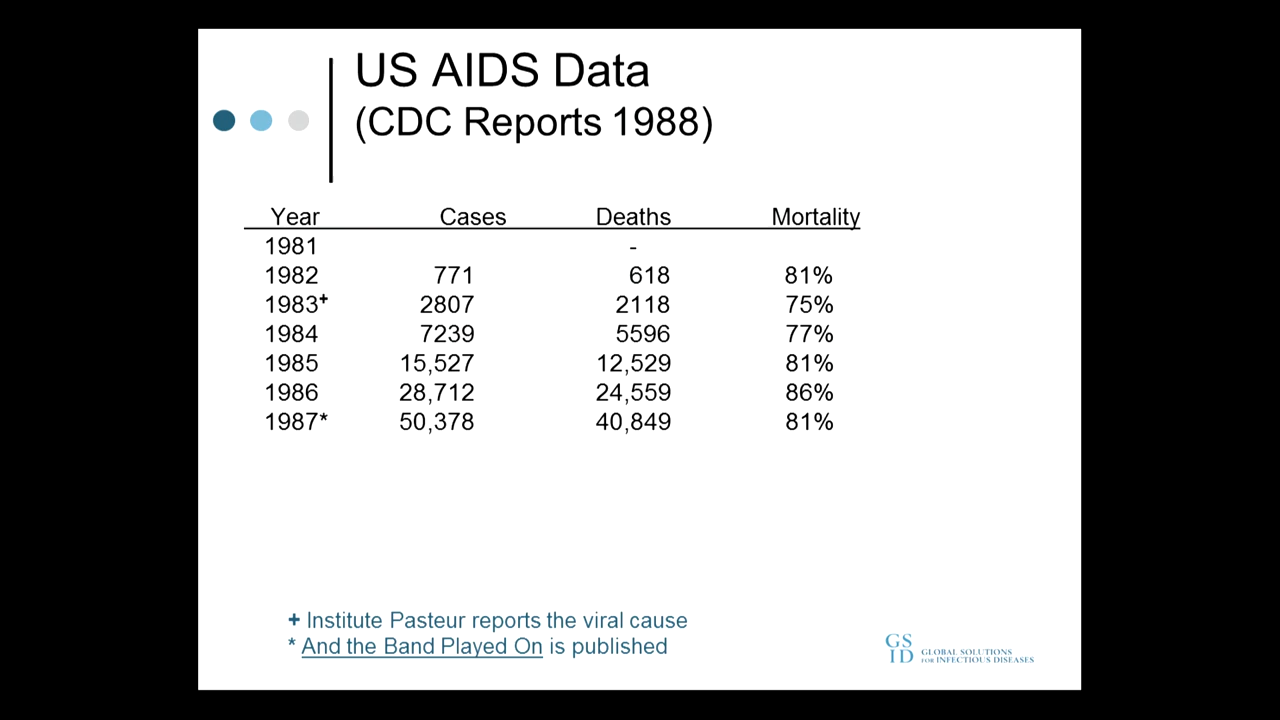 US AIDS Data
(CDC Reports 1988)
Year Cases Deaths Mortality
1981 -
1982 771 618 81%
1983+ 2807 2118 75%
1984 7239 5596 77%
1985 15,527 12,529 81%
1986 28,712 24,559 86%
1987* 50,378 40,849 81%
+ Institute Pasteur reports the viral cause
* And the Band Played On is published
GS
ID GLOBAL SOLUTIONS
FOR INFECTIOUS DISEASES